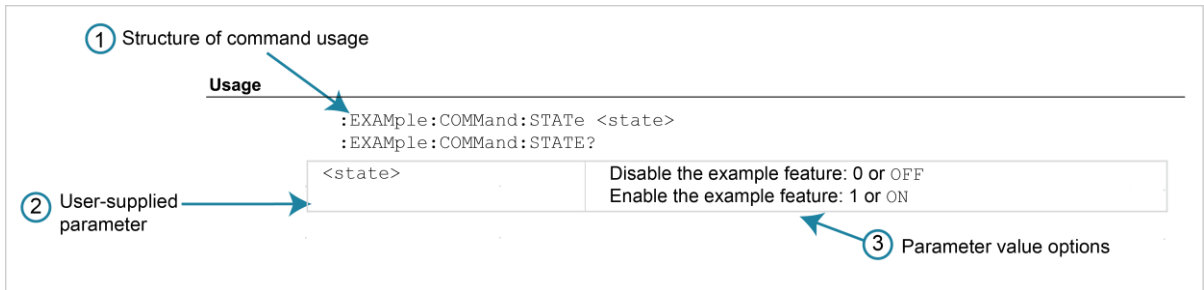 1 Structure of command usage
Usage
:EXAMple:COMMand:STATe <state>
:EXAMple:COMMand:STATE?
<state> Disable the example feature: 0 or OFF
Enable the example feature: 1 or ON
2 User-supplied
parameter
3 Parameter value options